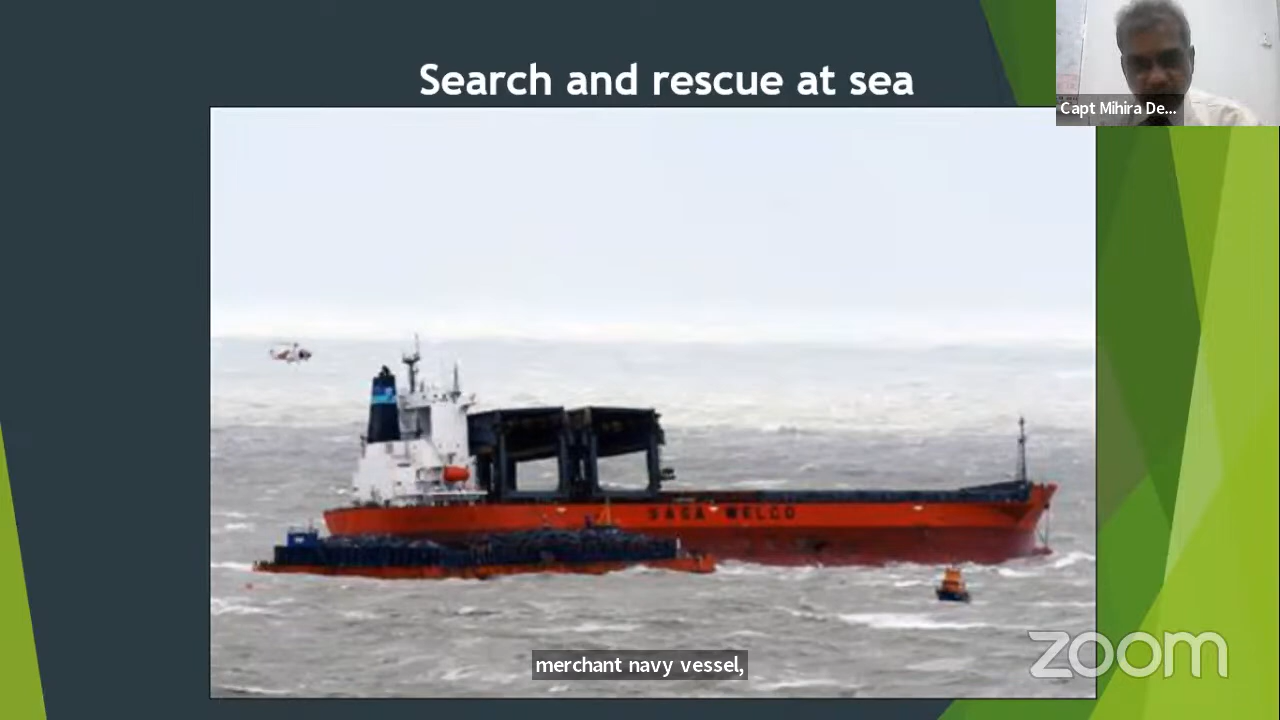 Search and rescue at sea
Capt Mihira De...
SAGA WELCO
merchant navy vessel,
zoom